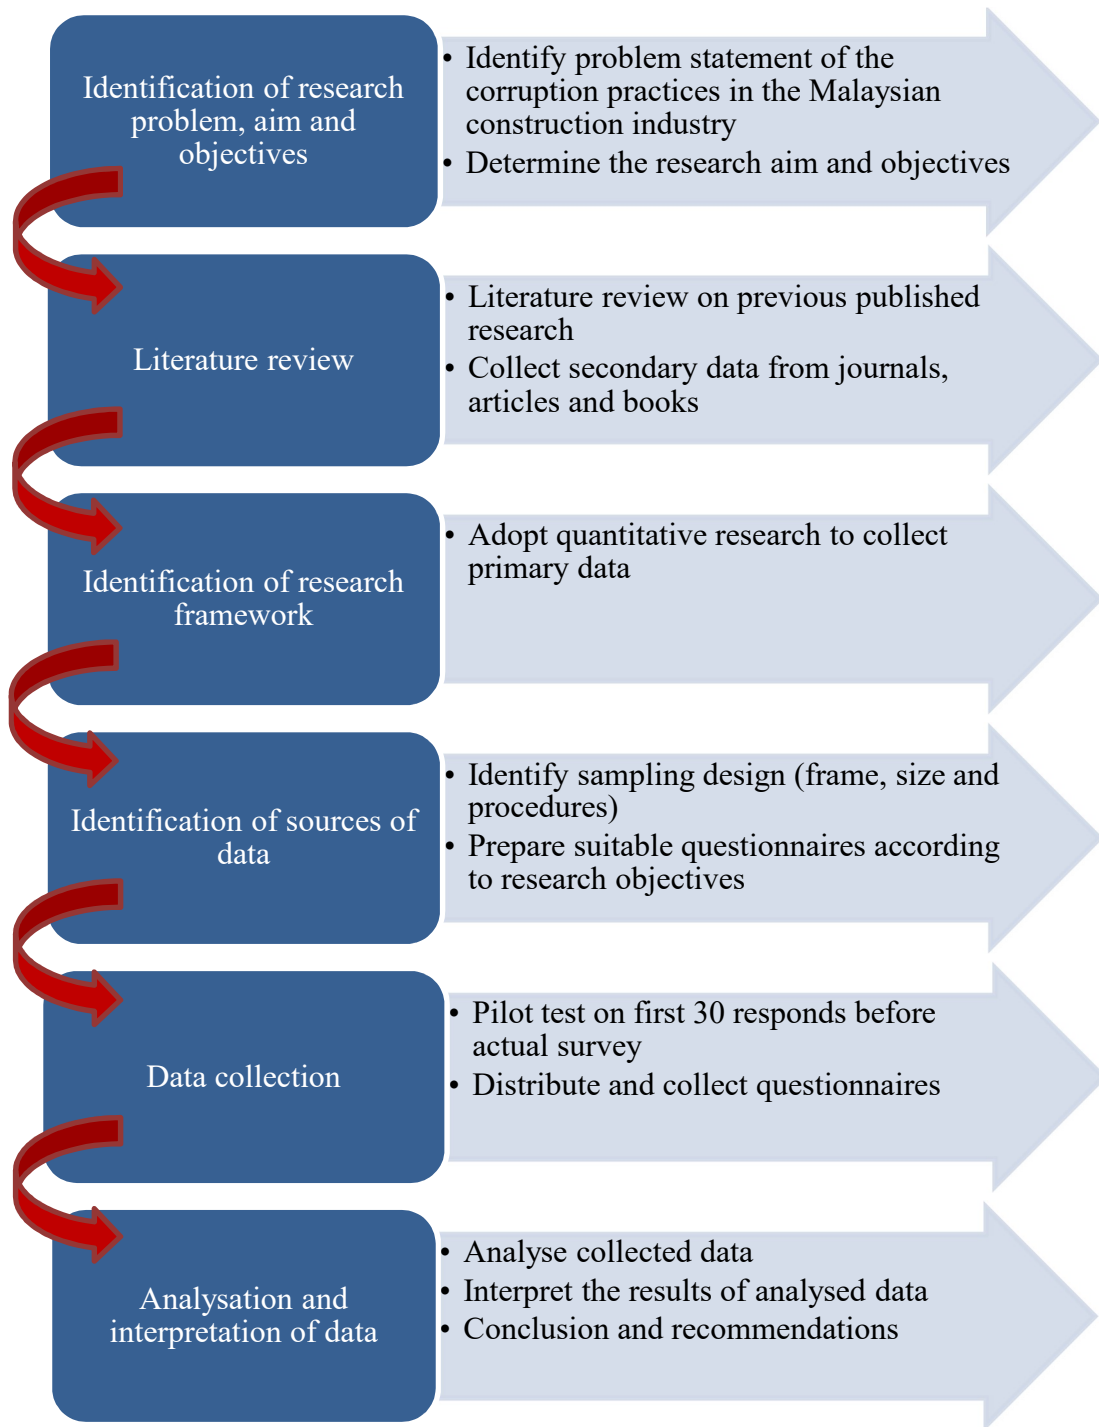 Identification of research
problem, aim and
objectives
• Identify problem statement of the
corruption practices in the Malaysian
construction industry
• Determine the research aim and objectives
Literature review
• Literature review on previous published
research
• Collect secondary data from journals,
articles and books
Identification of research
framework
• Adopt quantitative research to collect
primary data
Identification of sources of
data
• Identify sampling design (frame, size and
procedures)
• Prepare suitable questionnaires according
to research objectives
Data collection
• Pilot test on first 30 responds before
actual survey
• Distribute and collect questionnaires
Analysation and
interpretation of data
• Analyse collected data
• Interpret the results of analysed data
• Conclusion and recommendations